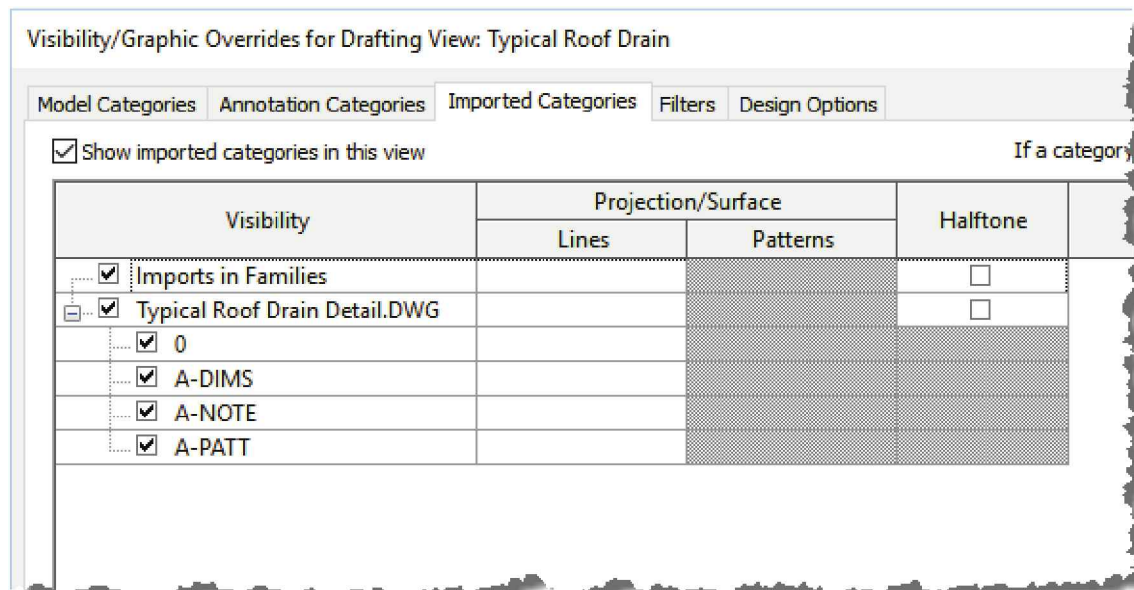 Visibility/Graphic Overrides for Drafting View: Typical Roof Drain
Model Categories Annotation Categories Imported Categories Filters Design Options
Show imported categories in this view
If a category
Visibility
Projection/Surface
Halftone
Lines
Patterns
Imports in Families
Typical Roof Drain Detail.DWG
0
A-DIMS
A-NOTE
A-PATT